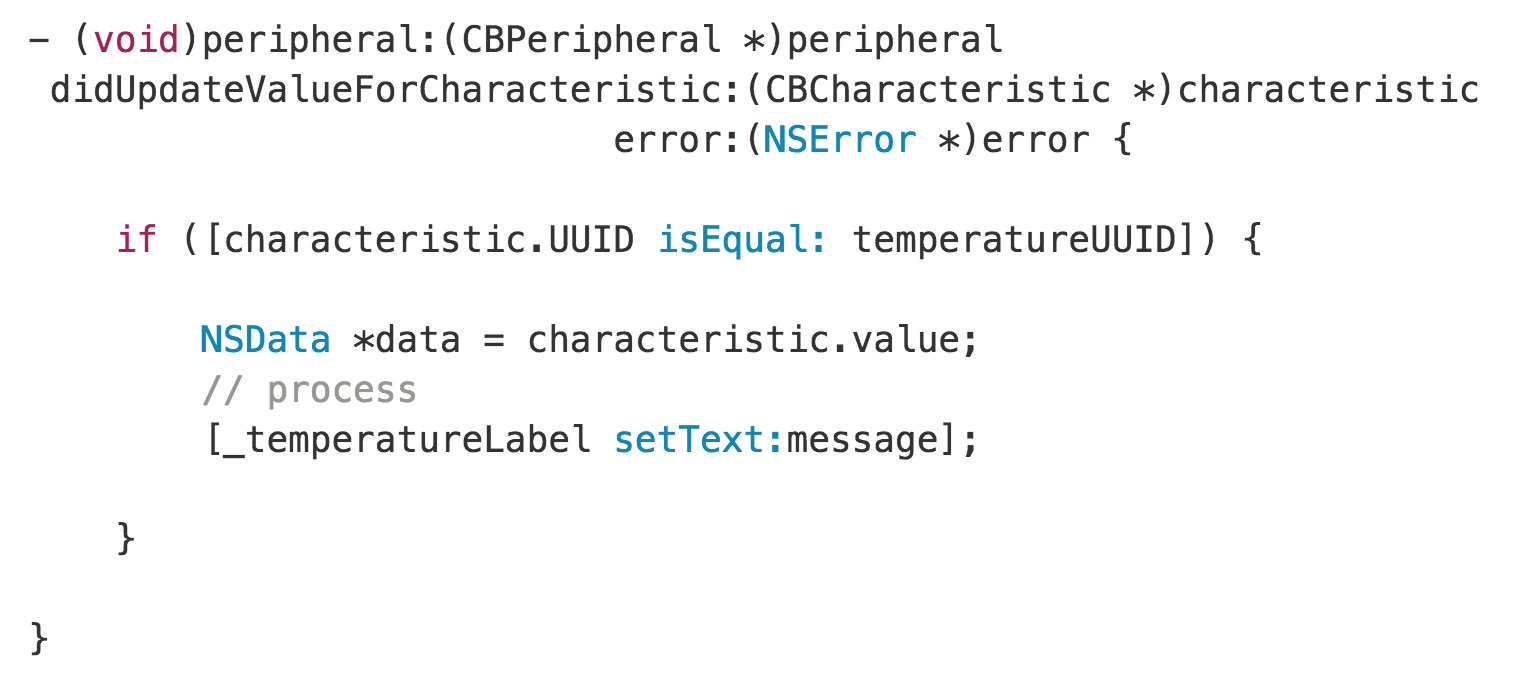 - (void)peripheral:(CBPeripheral *)peripheral
didUpdateValueForCharacteristic:(CBCharacteristic *)characteristic
error:(NSError *)error {
if ([characteristic.UUID isEqual: temperatureUUID]) {
NSData *data = characteristic.value;
// process
[_temperatureLabel setText:message];
}
}